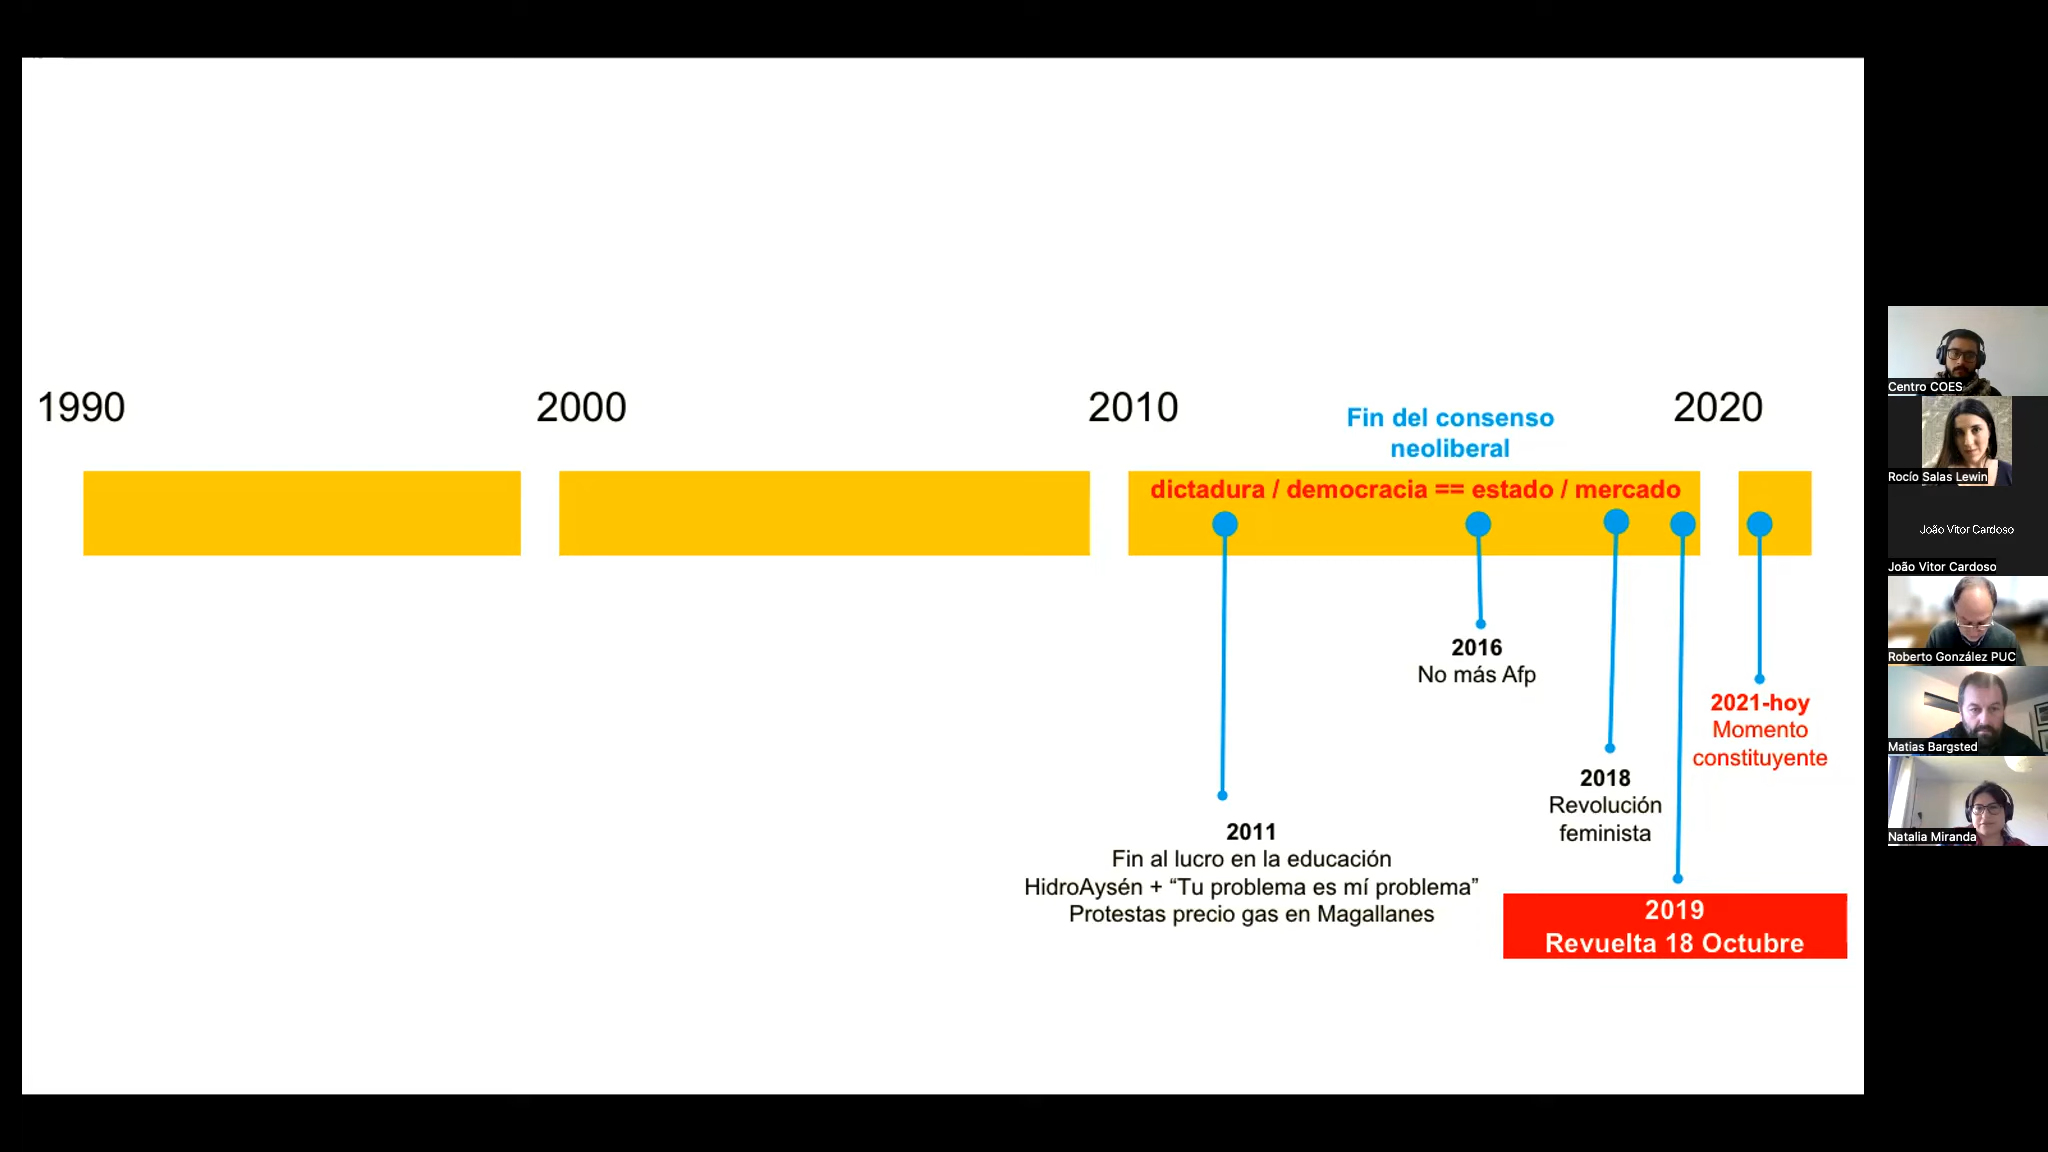 1990
2000
2010
2020
Fin del consenso
neoliberal
dictadura / democracia == estado / mercado
2016
No más Afp
2021-hoy
Momento
constituyente
2018
Revolución
feminista
2011
Fin al lucro en la educación
HidroAysén + “Tu problema es mí problema”
Protestas precio gas en Magallanes
2019
Revuelta 18 Octubre
Centro COES
Rocío Salas Lewin
João Vitor Cardoso
João Vitor Cardoso
Roberto González PUC
Matias Bargsted
Natalia Miranda